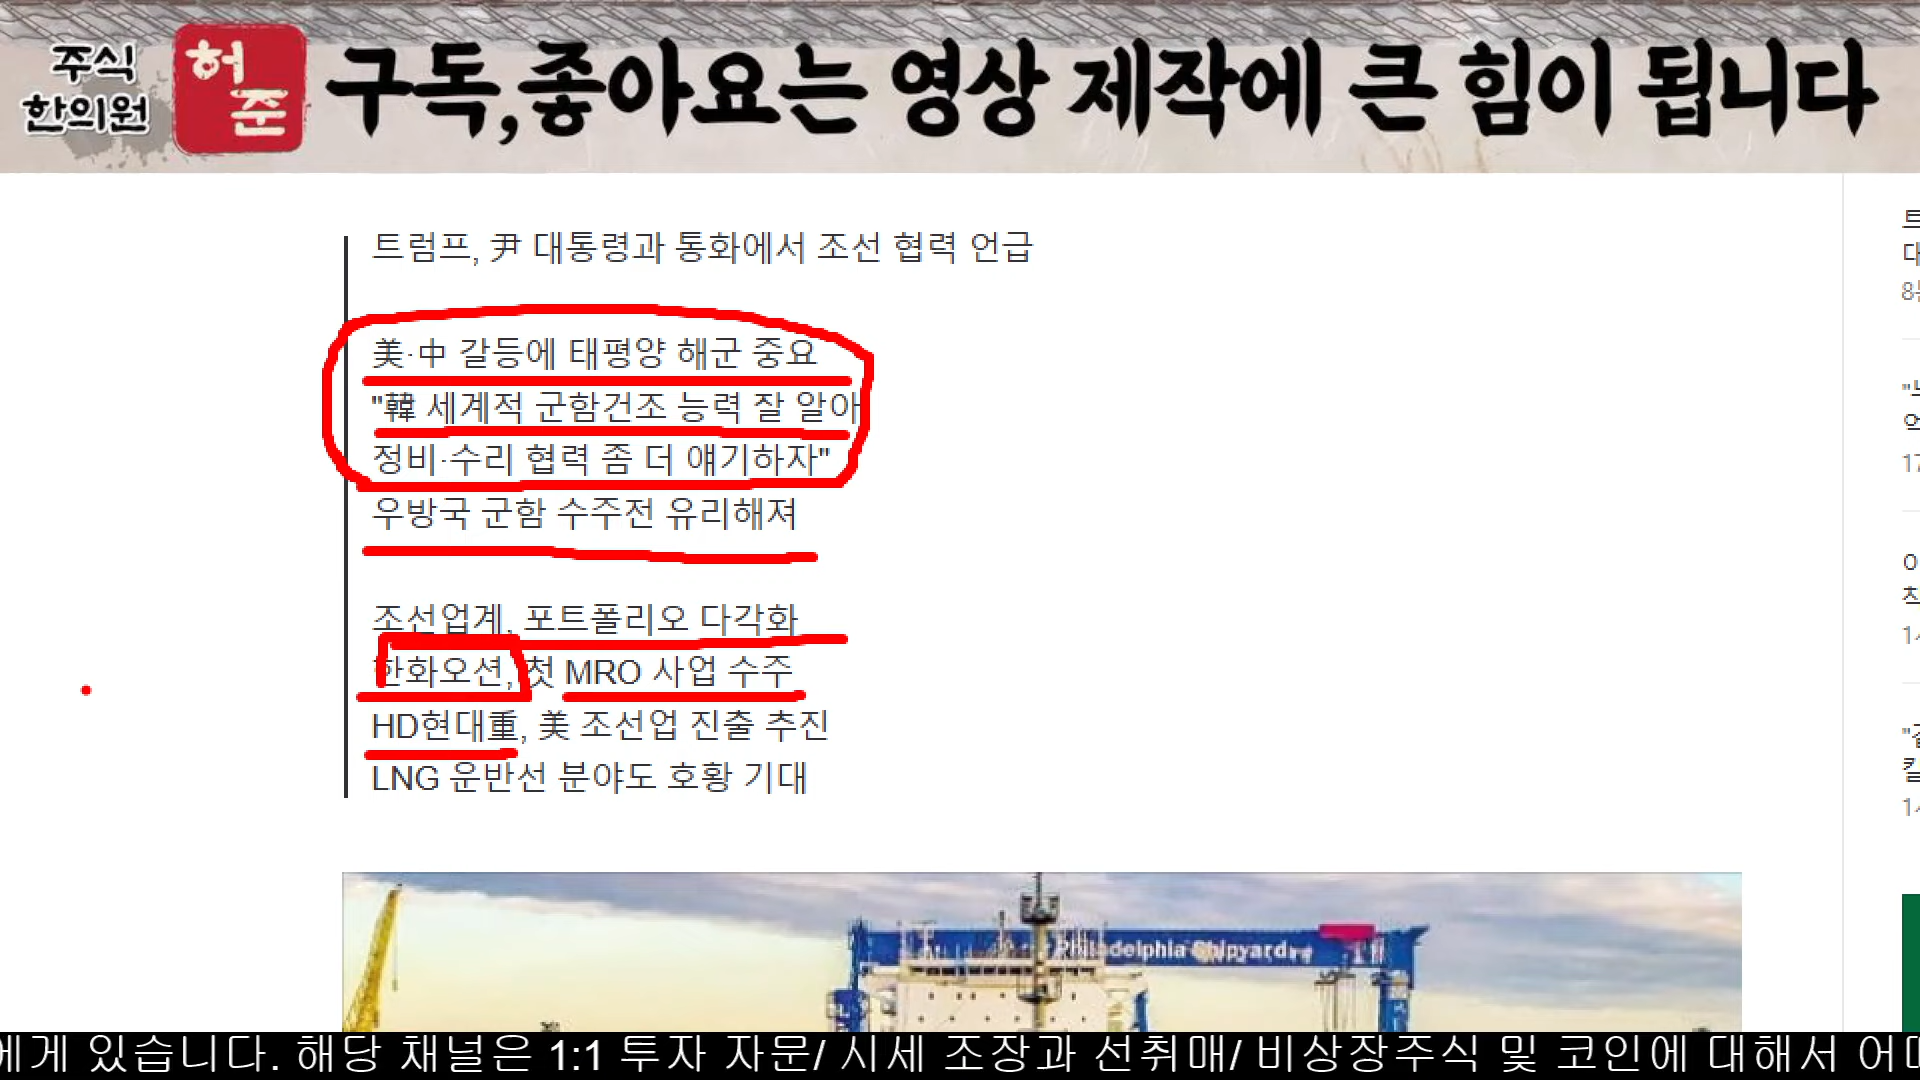 주식
한의원
허
준
구독,좋아요는 영상 제작에 큰 힘이 됩니다
트럼프, 尹 대통령과 통화에서 조선 협력 언급
美·中 갈등에 태평양 해군 중요
"韓 세계적 군함건조 능력 잘 알아
정비·수리 협력 좀 더 얘기하자"
우방국 군함 수주전 유리해져
조선업계, 포트폴리오 다각화
한화오션, 첫 MRO 사업 수주
HD현대重, 美 조선업 진출 추진
LNG 운반선 분야도 호황 기대
Philadelphia Shipyard
에게 있습니다. 해당 채널은 1:1 투자 자문/ 시세 조장과 선취매/ 비상장주식 및 코인에 대해서